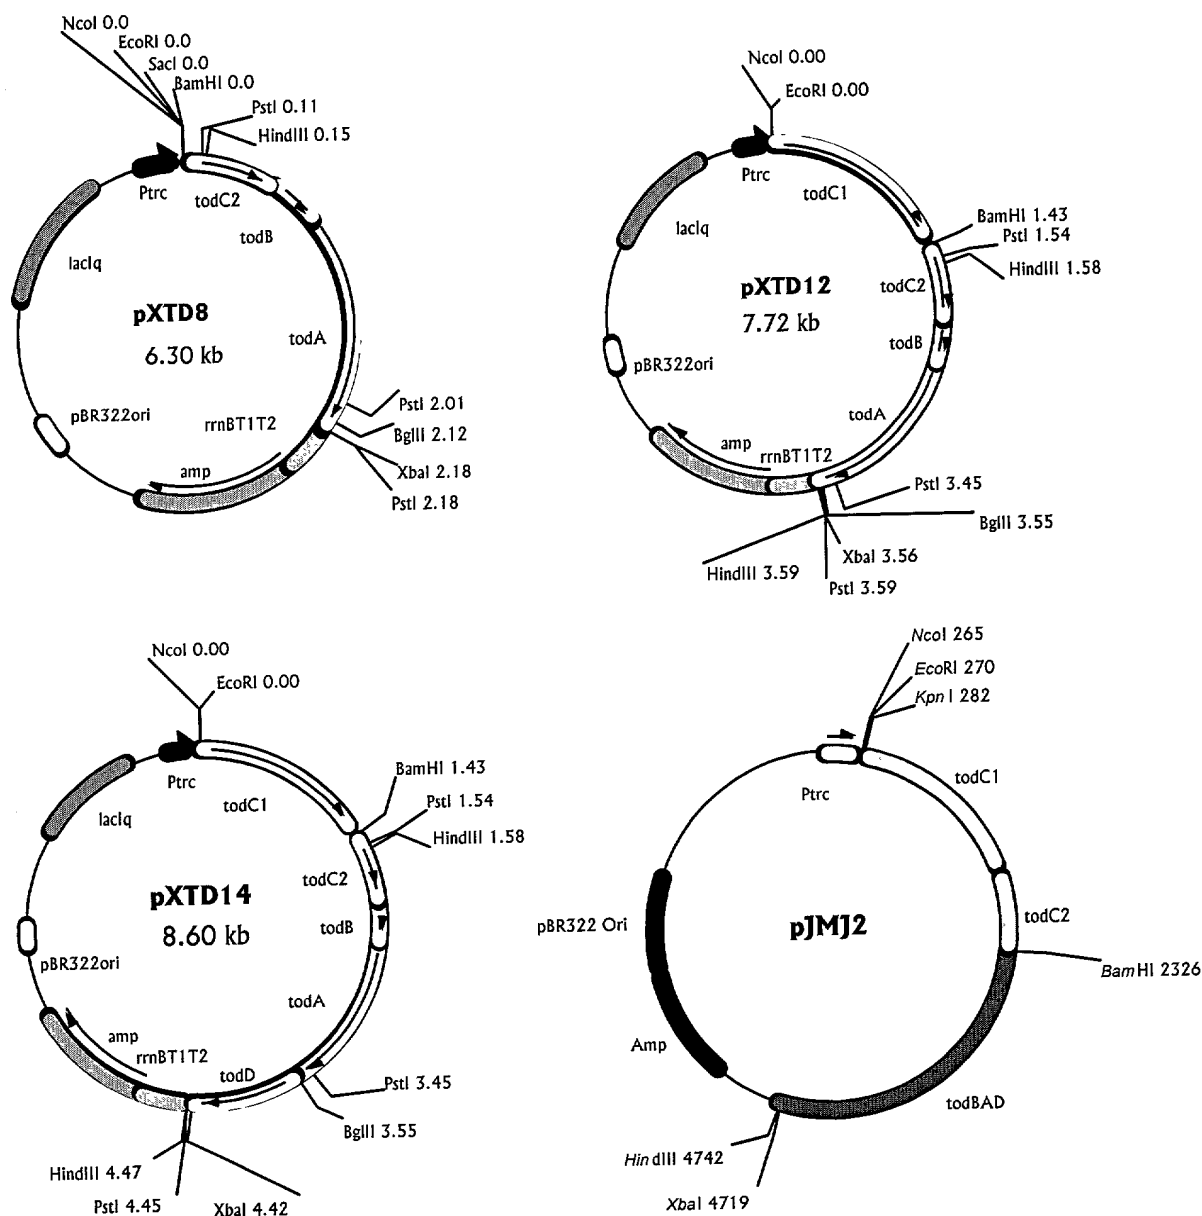 NcoI 0.0
EcoRI 0.0
SacI 0.0
BamHI 0.0
PstI 0.11
HindIII 0.15
Ptrc
todC2
todB
lacIq
pXTD8
6.30 kb
todA
pBR322ori
rrnBT1T2
amp
PstI 2.01
BglII 2.12
XbaI 2.18
PstI 2.18
NcoI 0.00
EcoRI 0.00
Ptrc
todC1
lacIq
BamHI 1.43
PstI 1.54
HindIII 1.58
pXTD12
7.72 kb
todC2
todB
pBR322ori
todA
amp
rrnBT1T2
PstI 3.45
BglII 3.55
XbaI 3.56
HindIII 3.59
PstI 3.59
NcoI 0.00
EcoRI 0.00
Ptrc
todC1
lacIq
BamHI 1.43
PstI 1.54
HindIII 1.58
pXTD14
8.60 kb
todC2
todB
pBR322ori
todA
amp
rrnBT1T2
todD
PstI 3.45
BglII 3.55
HindIII 4.47
PstI 4.45
XbaI 4.42
NcoI 265
EcoRI 270
KpnI 282
Ptrc
todC1
pBR322 Ori
pJMJ2
todC2
BamHI 2326
Amp
todBAD
HindIII 4742
XbaI 4719